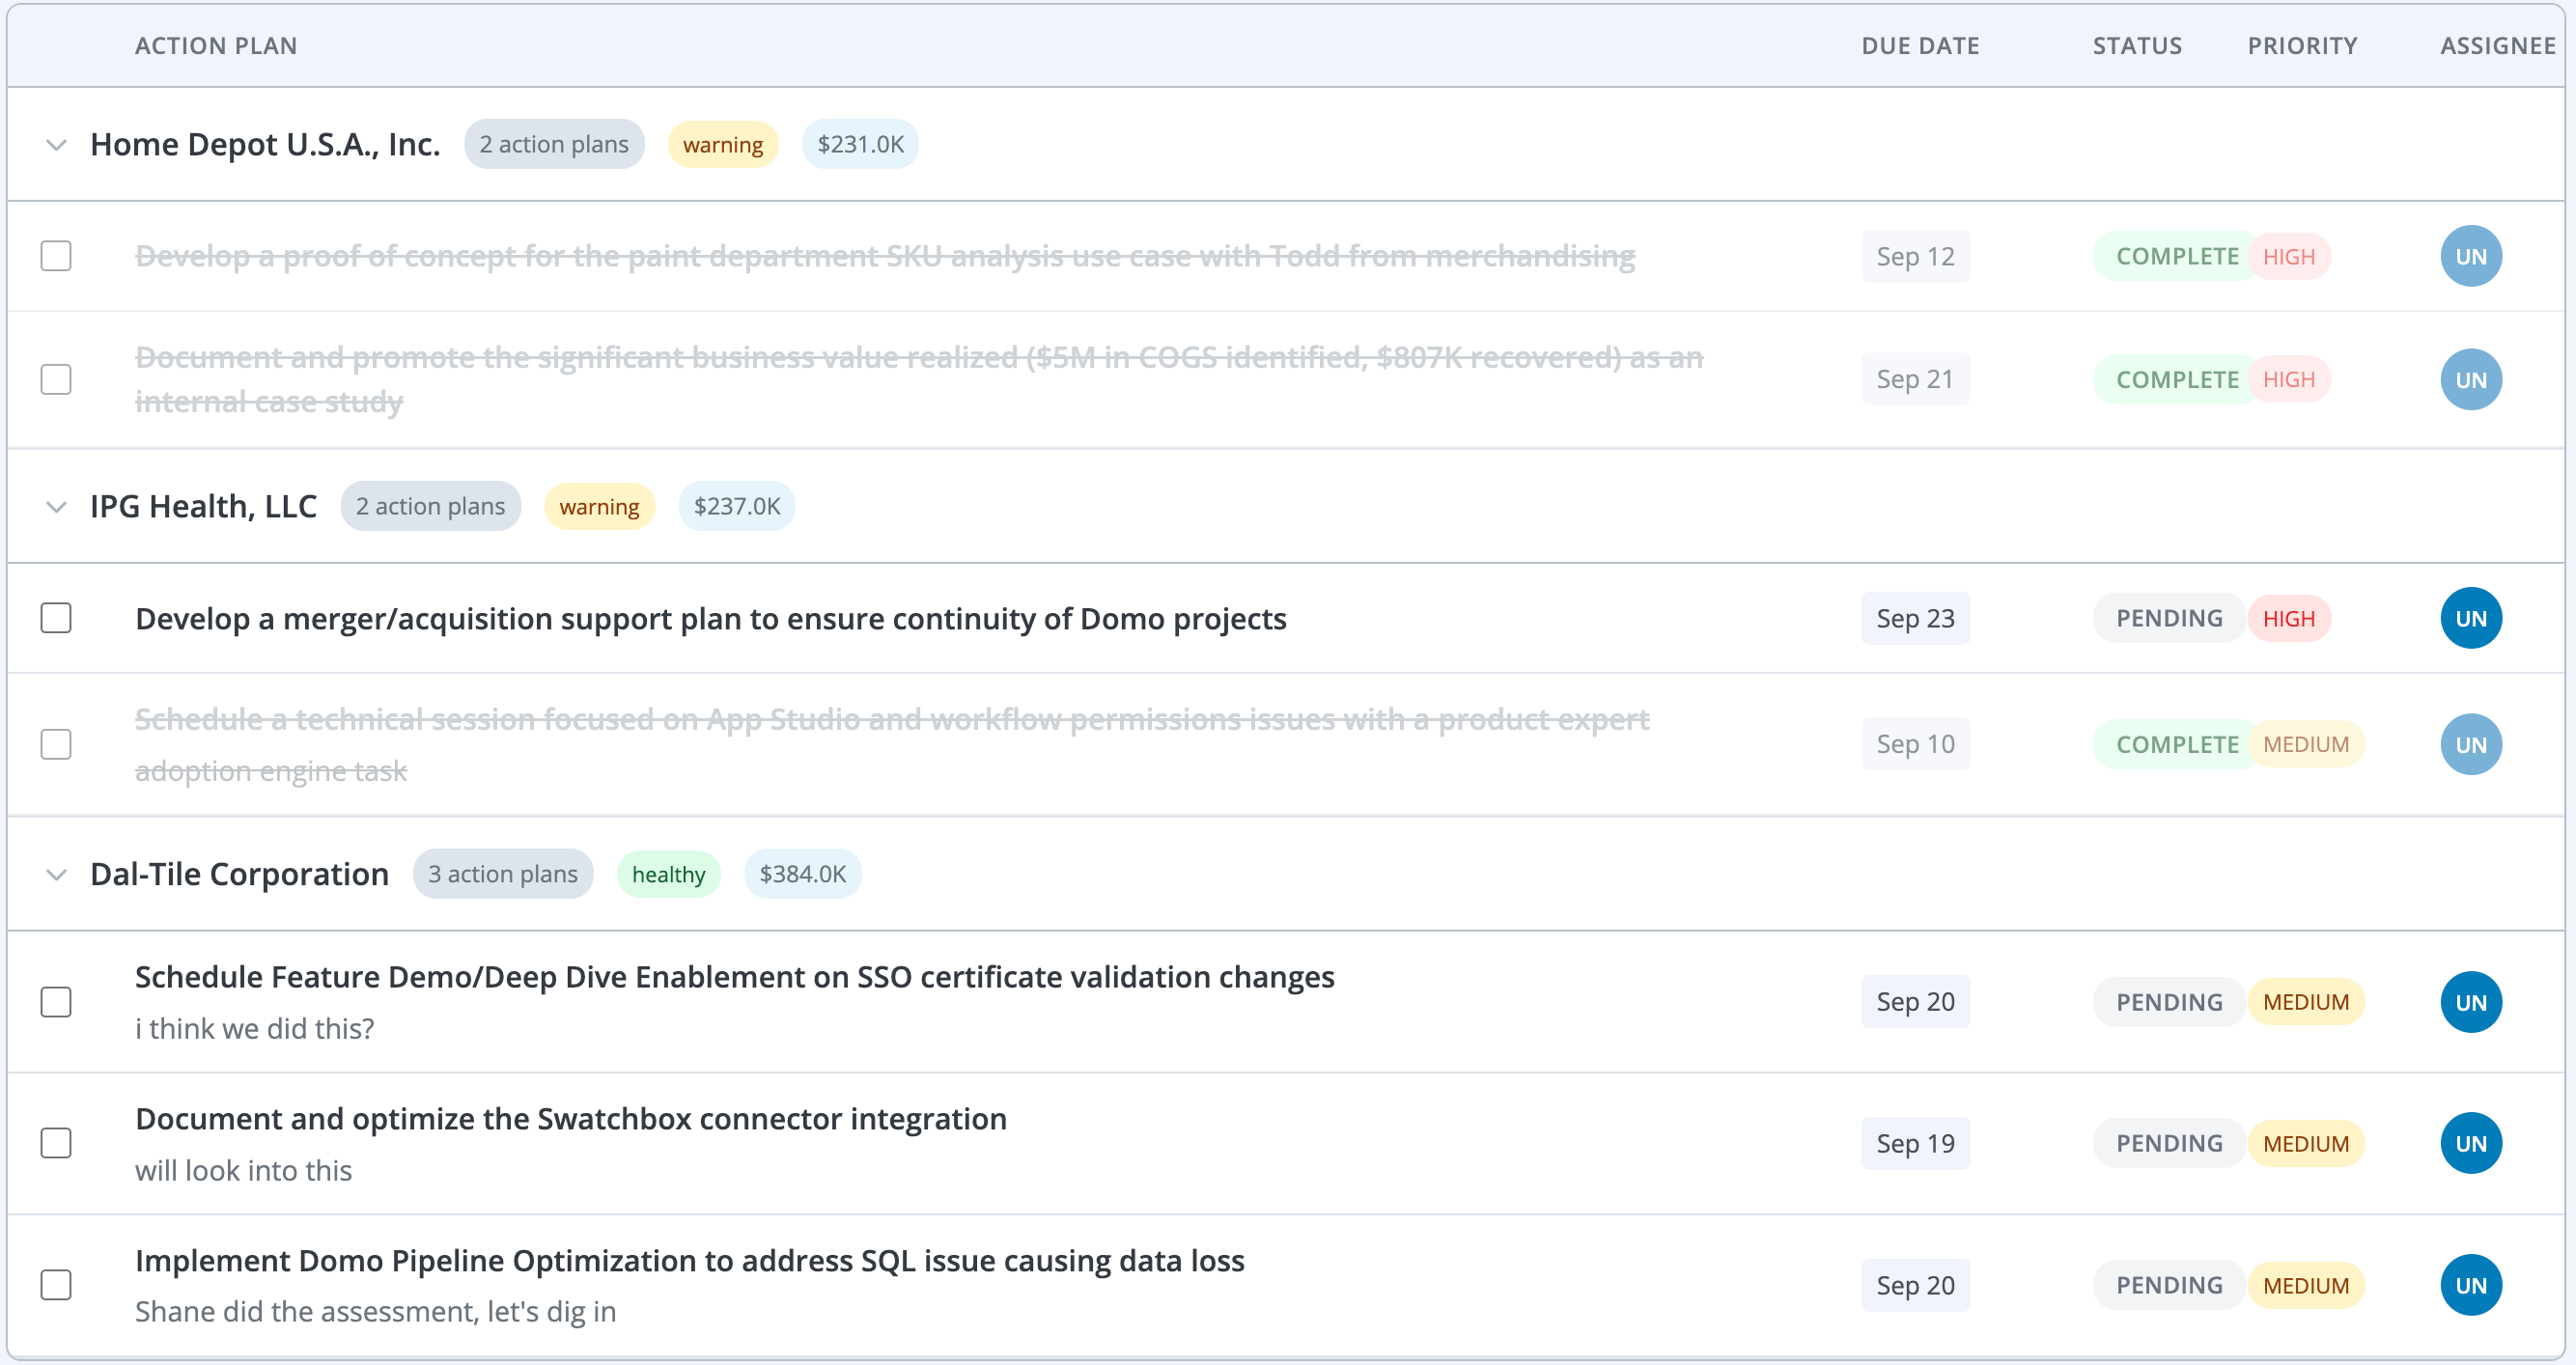 ACTION PLAN DUE DATE STATUS PRIORITY ASSIGNEE
Home Depot U.S.A., Inc. 2 action plans warning $231.0K
Develop a proof of concept for the paint department SKU analysis use case with Todd from merchandising Sep 12 COMPLETE HIGH UN
Document and promote the significant business value realized ($5M in COGS identified, $807K recovered) as an
internal case study Sep 21 COMPLETE HIGH UN
IPG Health, LLC 2 action plans warning $237.0K
Develop a merger/acquisition support plan to ensure continuity of Domo projects Sep 23 PENDING HIGH UN
Schedule a technical session focused on App Studio and workflow permissions issues with a product expert
adoption engine task Sep 10 COMPLETE MEDIUM UN
Dal-Tile Corporation 3 action plans healthy $384.0K
Schedule Feature Demo/Deep Dive Enablement on SSO certificate validation changes
i think we did this? Sep 20 PENDING MEDIUM UN
Document and optimize the Swatchbox connector integration
will look into this Sep 19 PENDING MEDIUM UN
Implement Domo Pipeline Optimization to address SQL issue causing data loss
Shane did the assessment, let's dig in Sep 20 PENDING MEDIUM UN